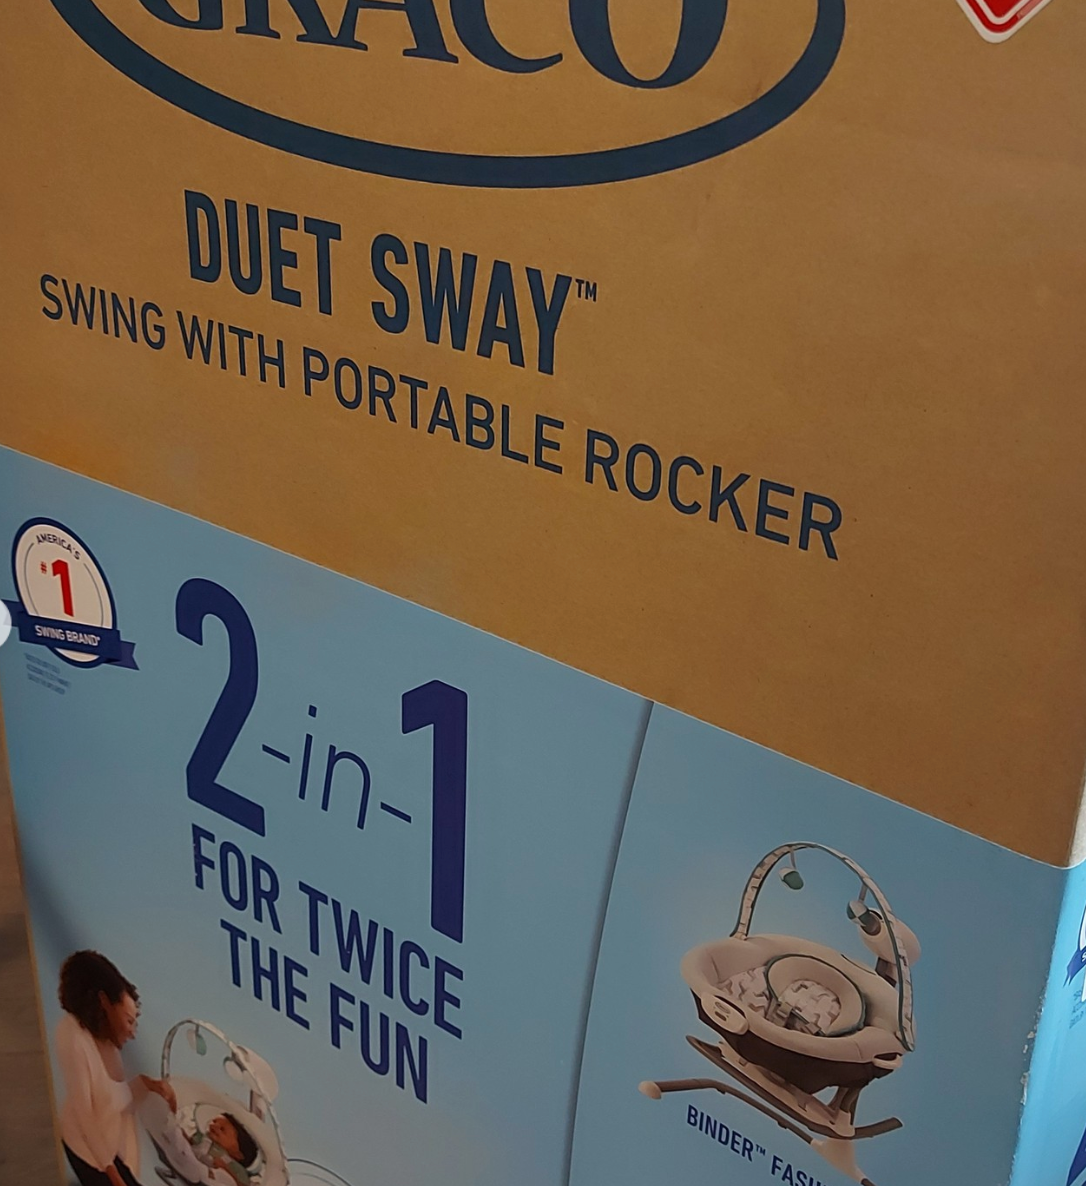 GRACO
DUET SWAY™
SWING WITH PORTABLE ROCKER
AMERICA'S
#1
SWING BRAND*
2-in-1
FOR TWICE
THE FUN
BINDER™